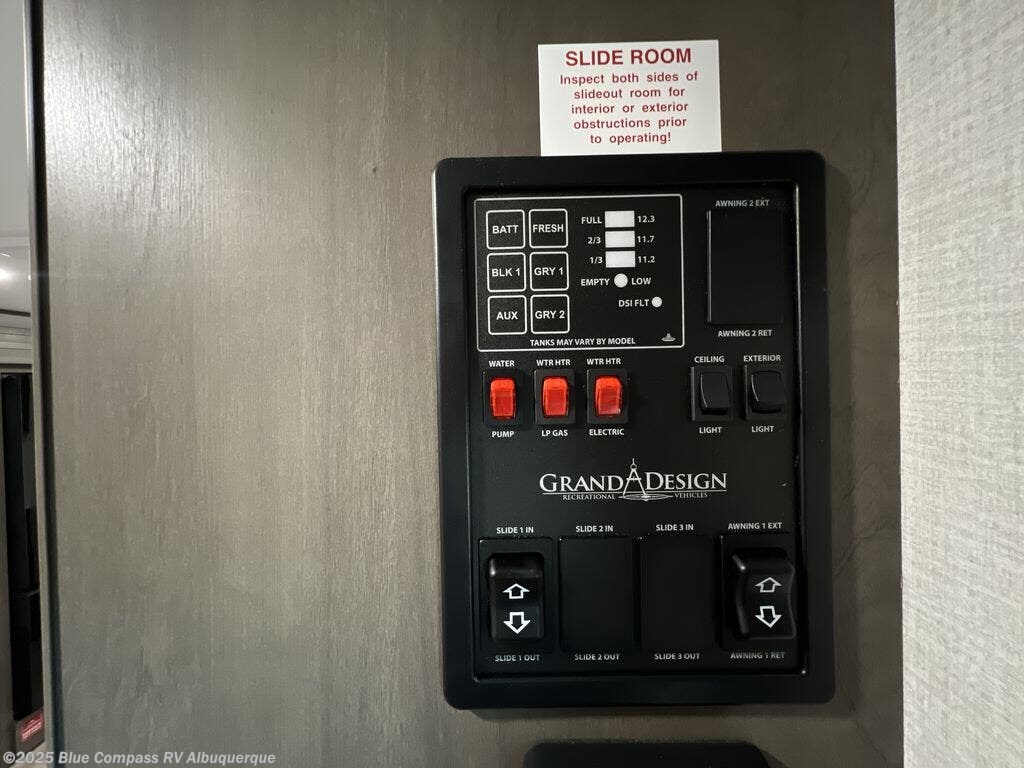 SLIDE ROOM
Inspect both sides of
slideout room for
interior or exterior
obstructions prior
to operating!
AWNING 2 EXT
BATT FRESH FULL 12.3
2/3 11.7
BLK 1 GRY 1 1/3 11.2
EMPTY LOW
AUX GRY 2 DSI FLT
TANKS MAY VARY BY MODEL
AWNING 2 RET
WATER WTR HTR WTR HTR CEILING EXTERIOR
PUMP LP GAS ELECTRIC LIGHT LIGHT
GRAND DESIGN
RECREATIONAL VEHICLES
SLIDE 1 IN SLIDE 2 IN SLIDE 3 IN AWNING 1 EXT
SLIDE 1 OUT SLIDE 2 OUT SLIDE 3 OUT AWNING 1 RET
©2025 Blue Compass RV Albuquerque